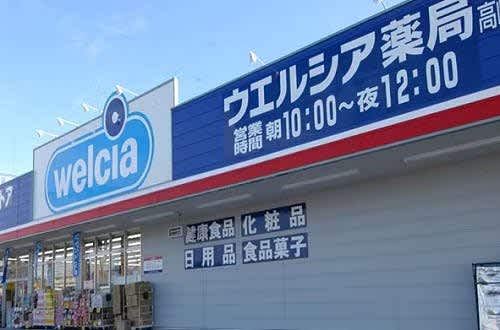 welcia
ウエルシア薬局
営業時間 朝10:00~夜12:00
健康食品 化粧品
日用品 食品菓子